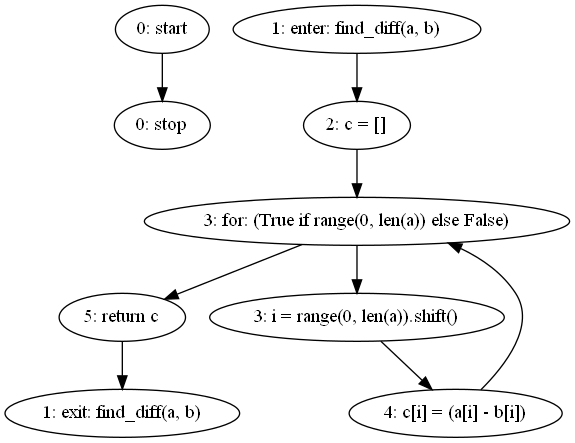 0: start
1: enter: find_diff(a, b)
0: stop
2: c = []
3: for: (True if range(0, len(a)) else False)
5: return c
3: i = range(0, len(a)).shift()
1: exit: find_diff(a, b)
4: c[i] = (a[i] - b[i])